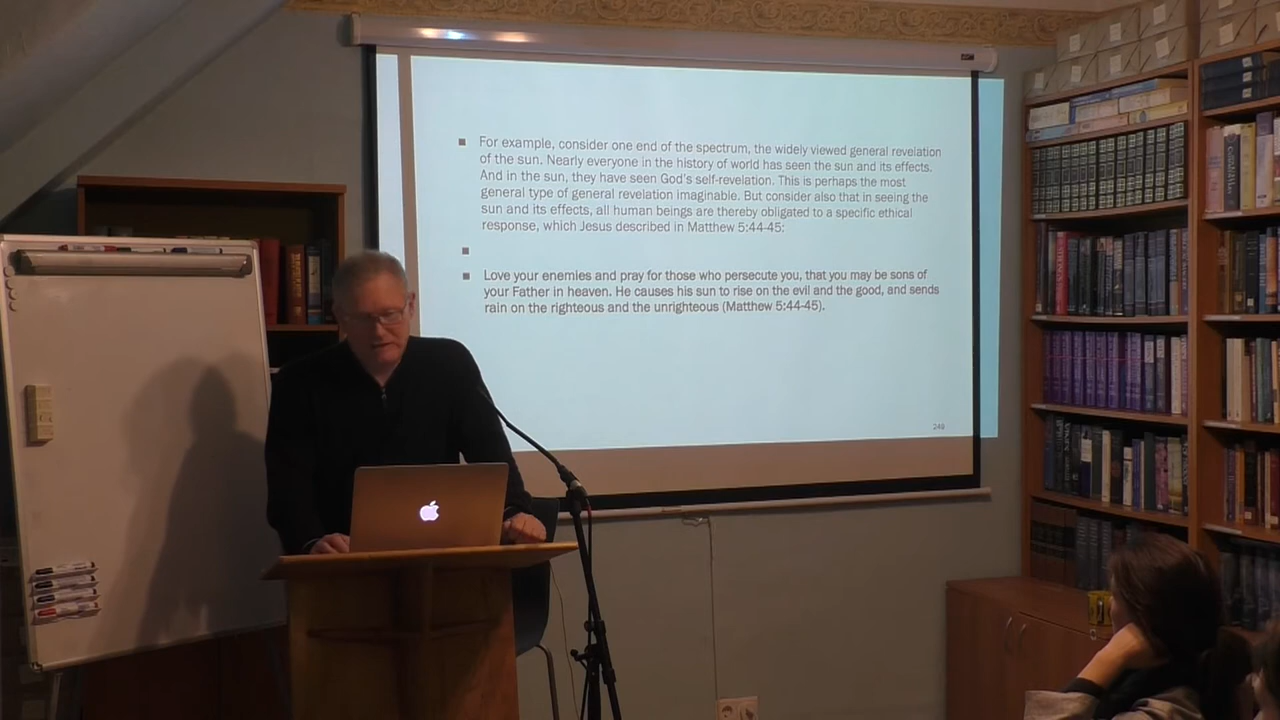 For example, consider one end of the spectrum, the widely viewed general revelation
of the sun. Nearly everyone in the history of world has seen the sun and its effects.
And in the sun, they have seen God's self-revelation. This is perhaps the most
general type of general revelation imaginable. But consider also that in seeing the
sun and its effects, all human beings are thereby obligated to a specific ethical
response, which Jesus described in Matthew 5:44-45:
Love your enemies and pray for those who persecute you, that you may be sons of
your Father in heaven. He causes his sun to rise on the evil and the good, and sends
rain on the righteous and the unrighteous (Matthew 5:44-45).